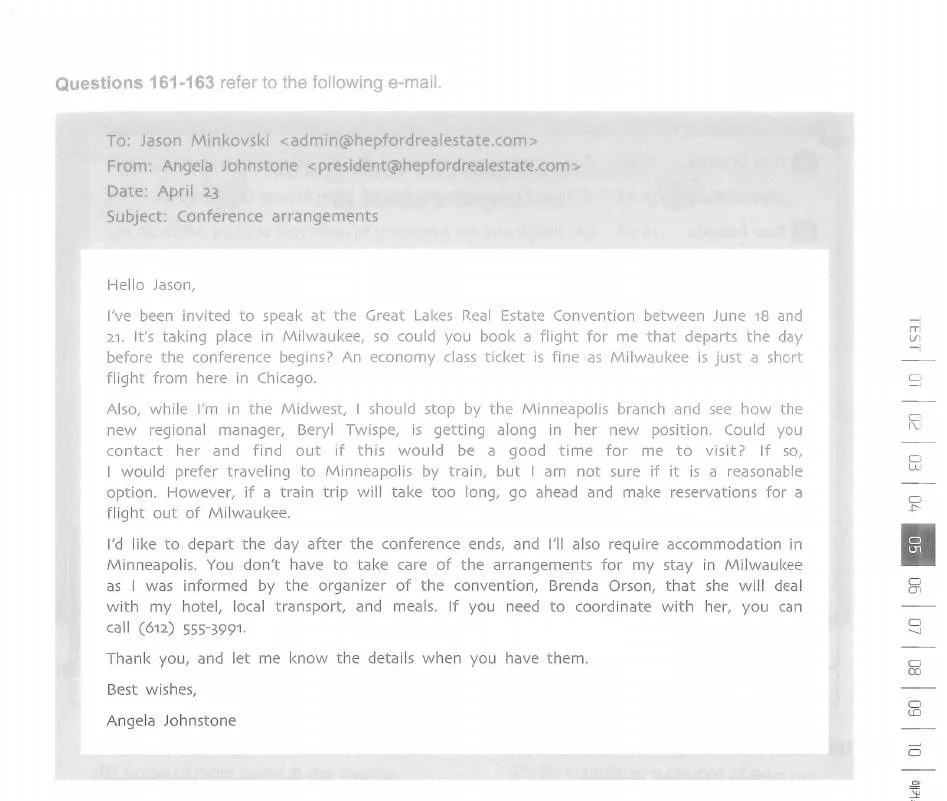 Questions 161-163 refer to the following e-mail.
To: Jason Minkovski <admin@hepfordrealestate.com>
From: Angela Johnstone <president@hepfordrealestate.com>
Date: April 23
Subject: Conference arrangements
Hello Jason,
I've been invited to speak at the Great Lakes Real Estate Convention between June 18 and
21. It's taking place in Milwaukee, so could you book a flight for me that departs the day
before the conference begins? An economy class ticket is fine as Milwaukee is just a short
flight from here in Chicago.
Also, while I'm in the Midwest, I should stop by the Minneapolis branch and see how the
new regional manager, Beryl Twispe, is getting along in her new position. Could you
contact her and find out if this would be a good time for me to visit? If so,
I would prefer traveling to Minneapolis by train, but I am not sure if it is a reasonable
option. However, if a train trip will take too long, go ahead and make reservations for a
flight out of Milwaukee.
I'd like to depart the day after the conference ends, and I'll also require accommodation in
Minneapolis. You don't have to take care of the arrangements for my stay in Milwaukee
as I was informed by the organizer of the convention, Brenda Orson, that she will deal
with my hotel, local transport, and meals. If you need to coordinate with her, you can
call (612) 555-3991.
Thank you, and let me know the details when you have them.
Best wishes,
Angela Johnstone
TEST
01
02
03
04
05
06
07
08
09
10